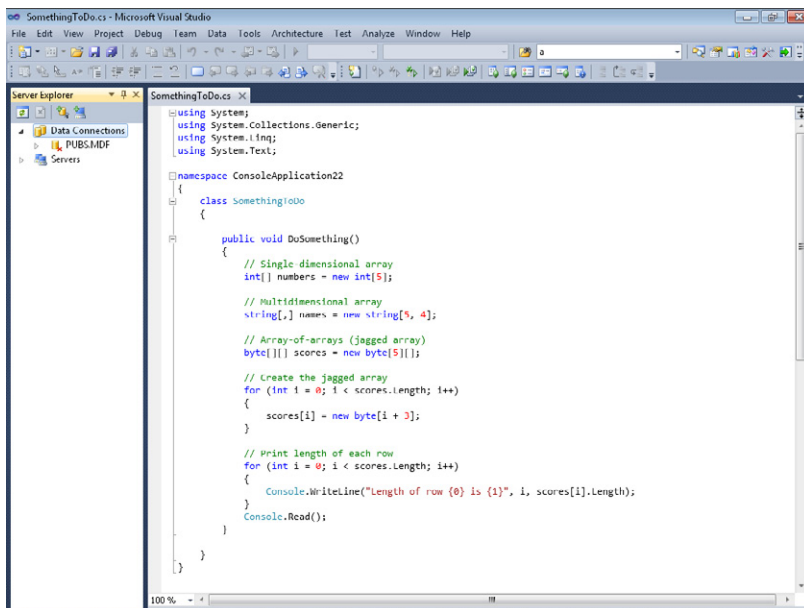 SomethingToDo.cs - Microsoft Visual Studio
File Edit View Project Debug Team Data Tools Architecture Test Analyze Window Help
a
Server Explorer
SomethingToDo.cs
Data Connections
PUBS.MDF
Servers
using System;
using System.Collections.Generic;
using System.Linq;
using System.Text;
namespace ConsoleApplication22
{
class SomethingToDo
{
public void DoSomething()
{
// Single-dimensional array
int[] numbers = new int[5];
// Multidimensional array
string[,] names = new string[5, 4];
// Array-of-arrays (jagged array)
byte[][] scores = new byte[5][];
// Create the jagged array
for (int i = 0; i < scores.Length; i++)
{
scores[i] = new byte[i + 3];
}
// Print length of each row
for (int i = 0; i < scores.Length; i++)
{
Console.WriteLine("Length of row {0} is {1}", i, scores[i].Length);
}
Console.Read();
}
}
}
100 %